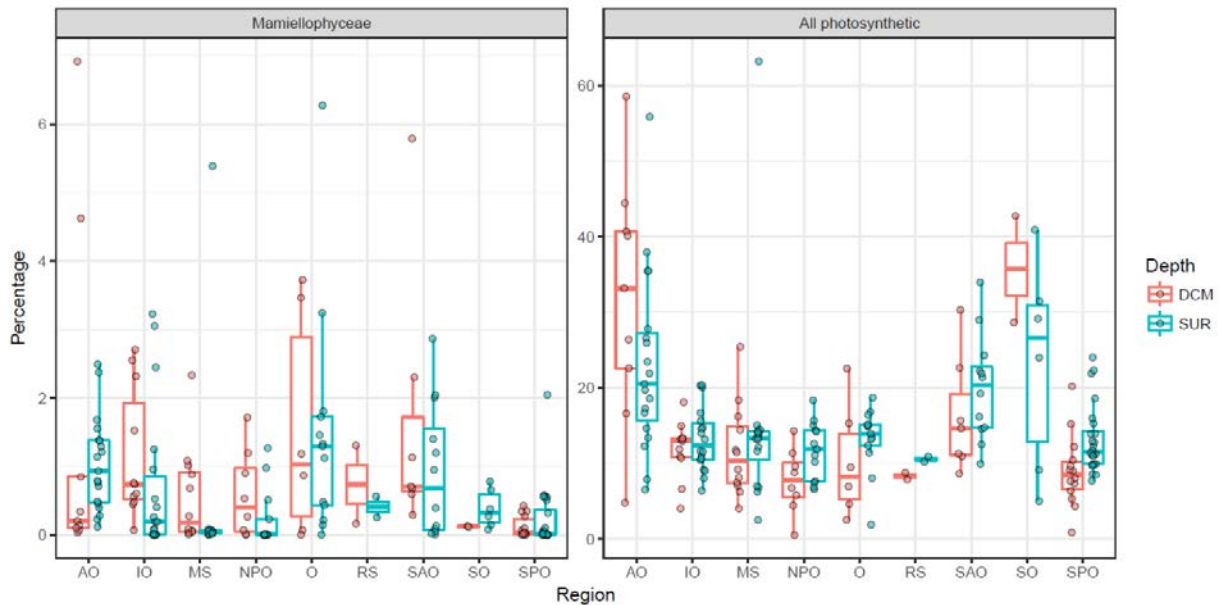 Mamiellophyceae
All photosynthetic
Percentage
6
4
2
0
60
40
20
0
AO IO MS NPO O RS SAO SO SPO
AO IO MS NPO O RS SAO SO SPO
Region
Depth
DCM
SUR